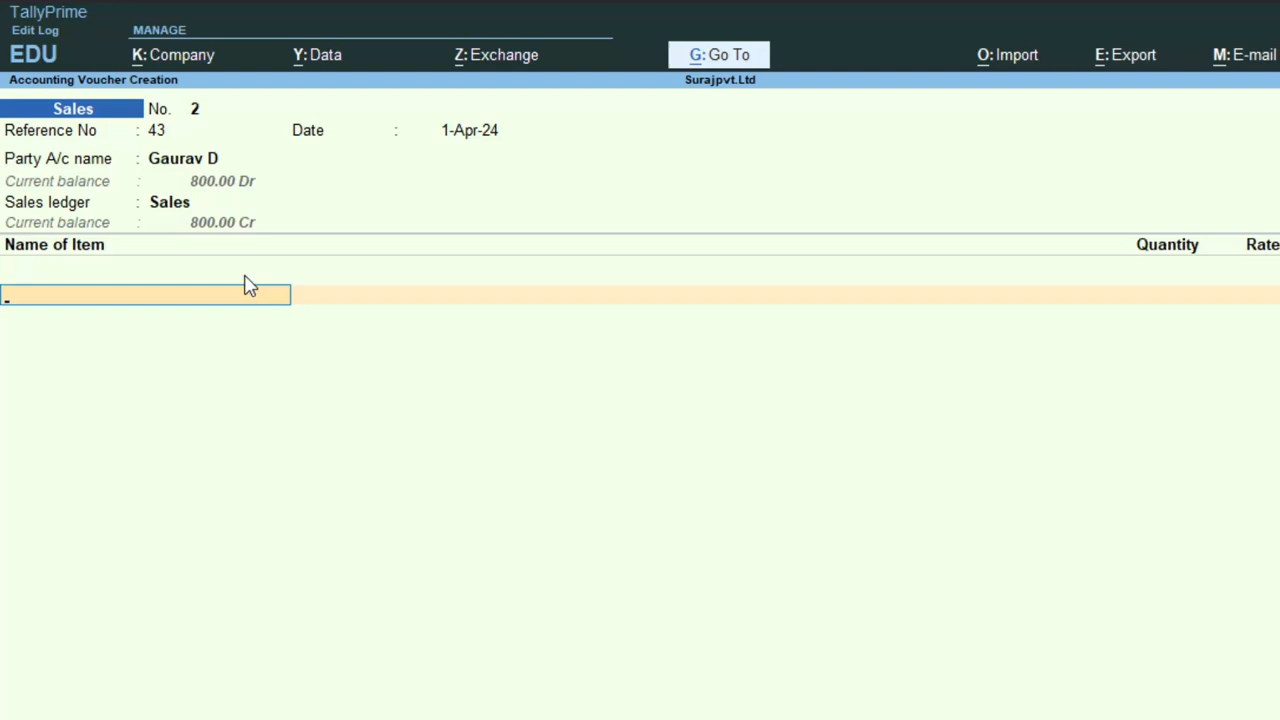 TallyPrime
Edit Log MANAGE
EDU K: Company Y: Data Z: Exchange G: Go To O: Import E: Export M: E-mail
Accounting Voucher Creation Surajpvt.Ltd
Sales No. 2
Reference No : 43 Date : 1-Apr-24
Party A/c name : Gaurav D
Current balance : 800.00 Dr
Sales ledger : Sales
Current balance : 800.00 Cr
Name of Item Quantity Rate